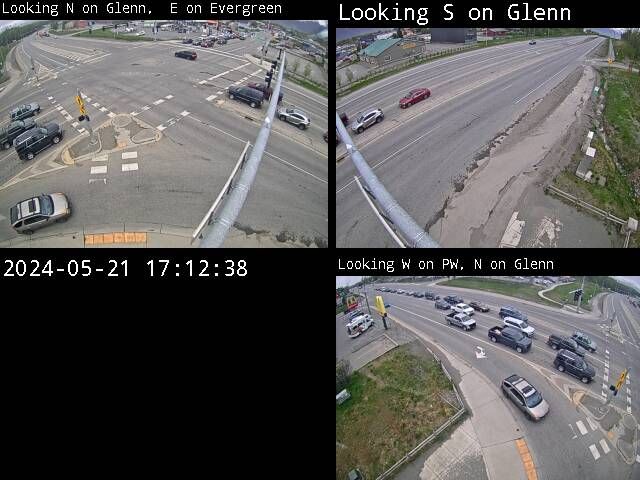 Looking N on Glenn, E on Evergreen
Looking S on Glenn
2024-05-21 17:12:38
Looking W on PW, N on Glenn